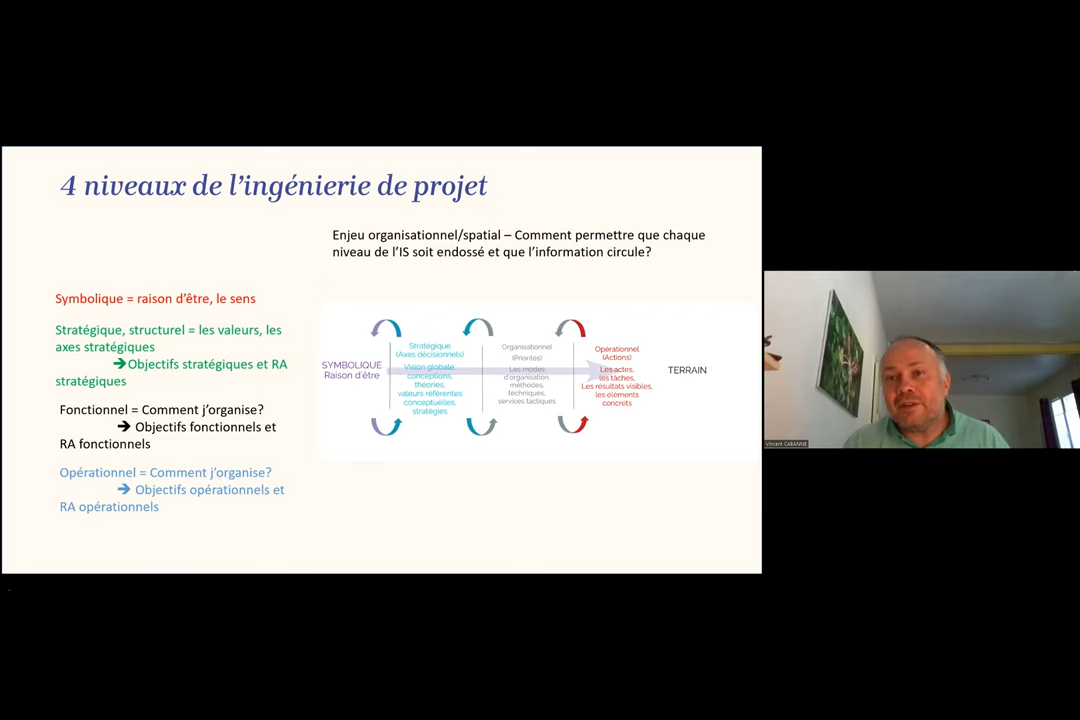 4 niveaux de l'ingénierie de projet
Enjeu organisationnel/spatial – Comment permettre que chaque
niveau de l'IS soit endossé et que l'information circule?
Symbolique = raison d'être, le sens
Stratégique, structurel = les valeurs, les
axes stratégiques
➔Objectifs stratégiques et RA
stratégiques
Fonctionnel = Comment j'organise?
➔ Objectifs fonctionnels et
RA fonctionnels
Opérationnel = Comment j'organise?
➔ Objectifs opérationnels et
RA opérationnels
SYMBOLIQUE
Raison d'être
Stratégique
(Axes décisionnels)
Vision globale,
conceptions,
théories,
valeurs référentes
conceptuelles,
stratégies
Organisationnel
(Priorités)
Les modes
d'organisation,
méthodes,
techniques,
services tactiques
Opérationnel
(Actions)
Les actes,
les tâches,
Les résultats visibles,
les éléments
concrets
TERRAIN
Vincent CABANNE